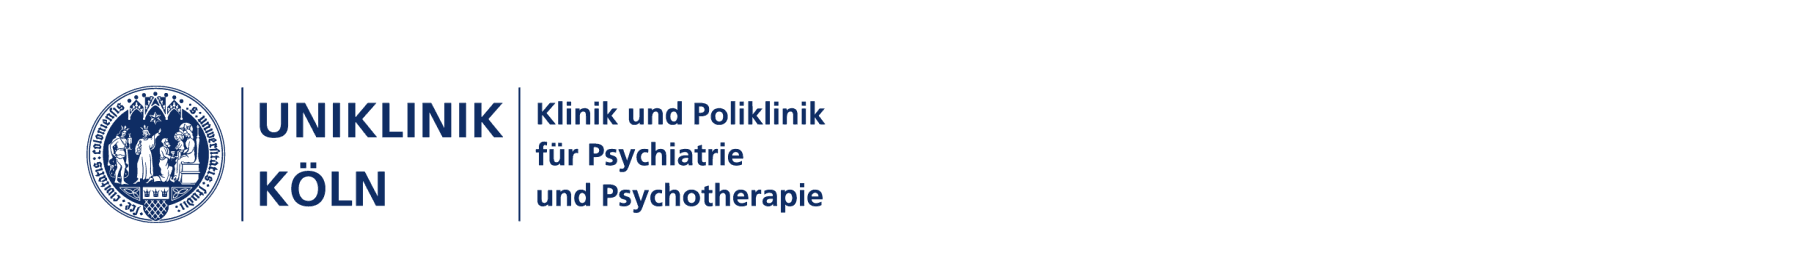 UNIKLINIK
KÖLN
Klinik und Poliklinik
für Psychiatrie
und Psychotherapie